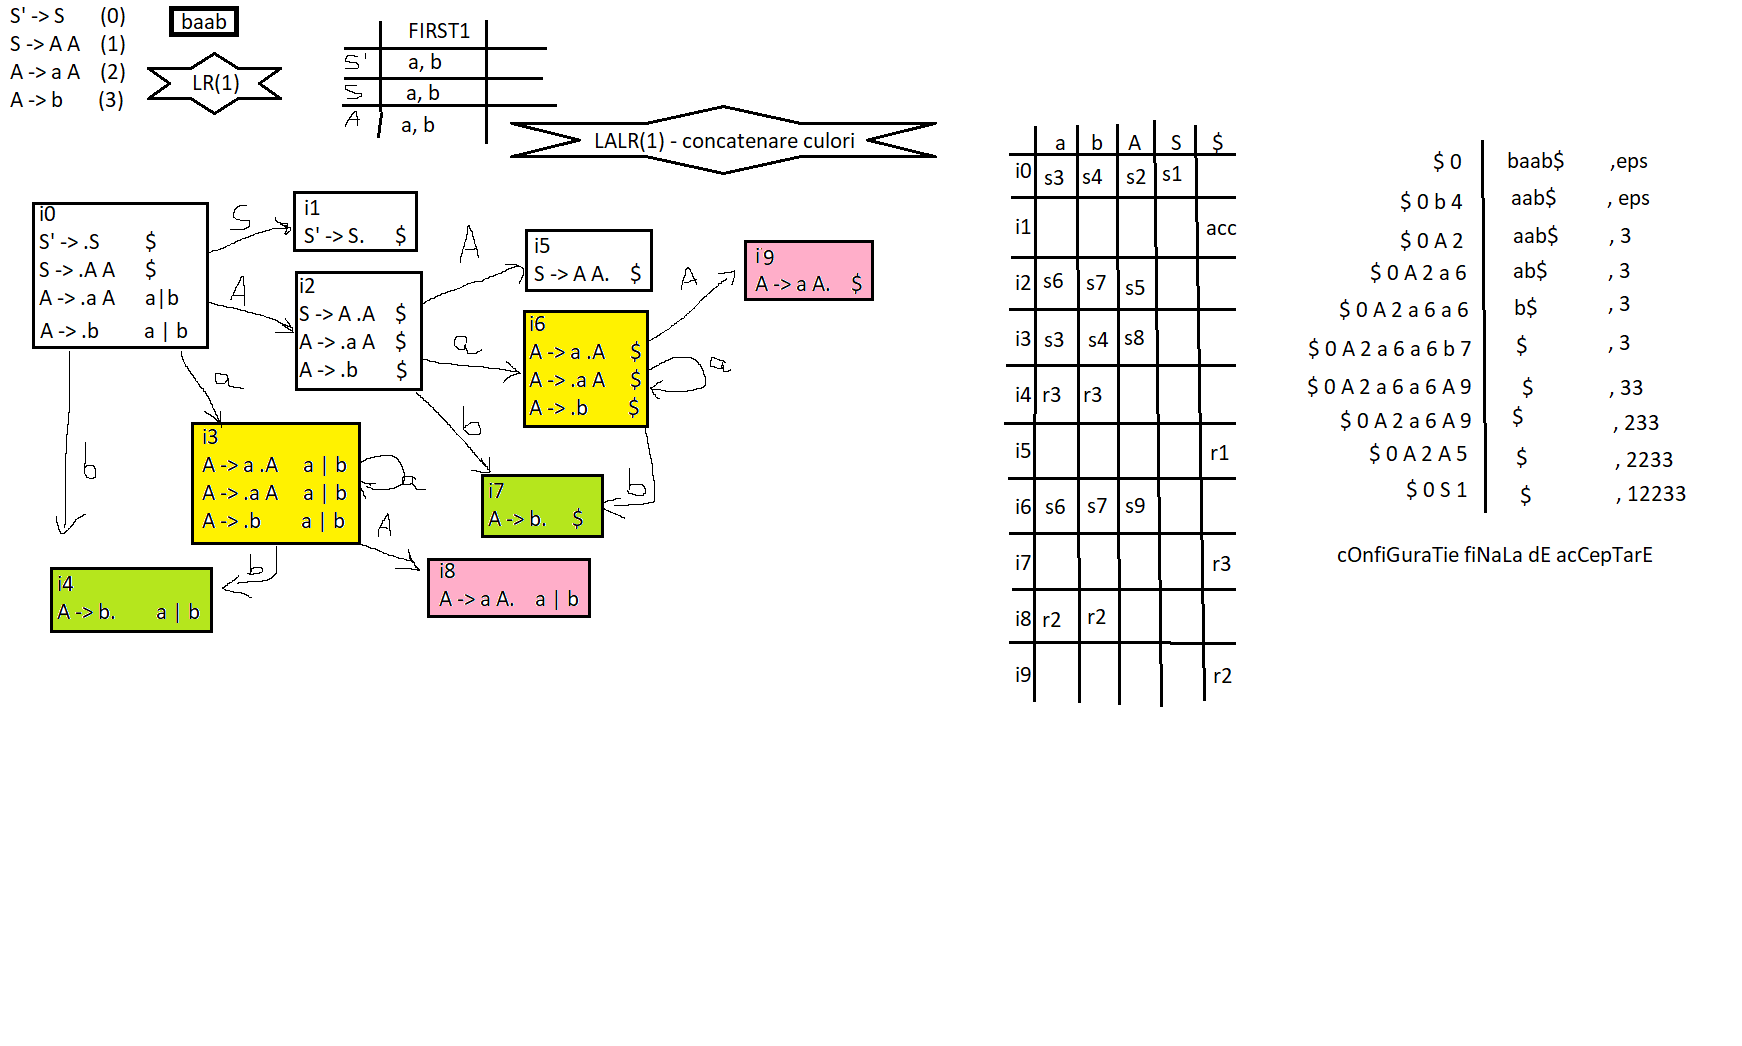 S' -> S (0)
S -> A A (1)
A -> a A (2)
A -> b (3)
baab
LR(1)
FIRST1
S' a, b
S a, b
A a, b
LALR(1) - concatenare culori
i0
S' -> .S $
S -> .A A $
A -> .a A a|b
A -> .b a | b
S
A
a
b
i1
S' -> S. $
i2
S -> A .A $
A -> .a A $
A -> .b $
A
a
b
i5
S -> A A. $
i9
A -> a A. $
i6
A -> a .A $
A -> .a A $
A -> .b $
A
a
b
i3
A -> a .A a | b
A -> .a A a | b
A -> .b a | b
a
A
b
i7
A -> b. $
i4
A -> b. a | b
i8
A -> a A. a | b
a b A S $
i0 s3 s4 s2 s1
i1 acc
i2 s6 s7 s5
i3 s3 s4 s8
i4 r3 r3
i5 r1
i6 s6 s7 s9
i7 r3
i8 r2 r2
i9 r2
$ 0 baab$ ,eps
$ 0 b 4 aab$ , eps
$ 0 A 2 aab$ , 3
$ 0 A 2 a 6 ab$ , 3
$ 0 A 2 a 6 a 6 b$ , 3
$ 0 A 2 a 6 a 6 b 7 $ , 3
$ 0 A 2 a 6 a 6 A 9 $ , 33
$ 0 A 2 a 6 A 9 $ , 233
$ 0 A 2 A 5 $ , 2233
$ 0 S 1 $ , 12233
cOnfiGuraTie fiNaLa dE acCepTarE